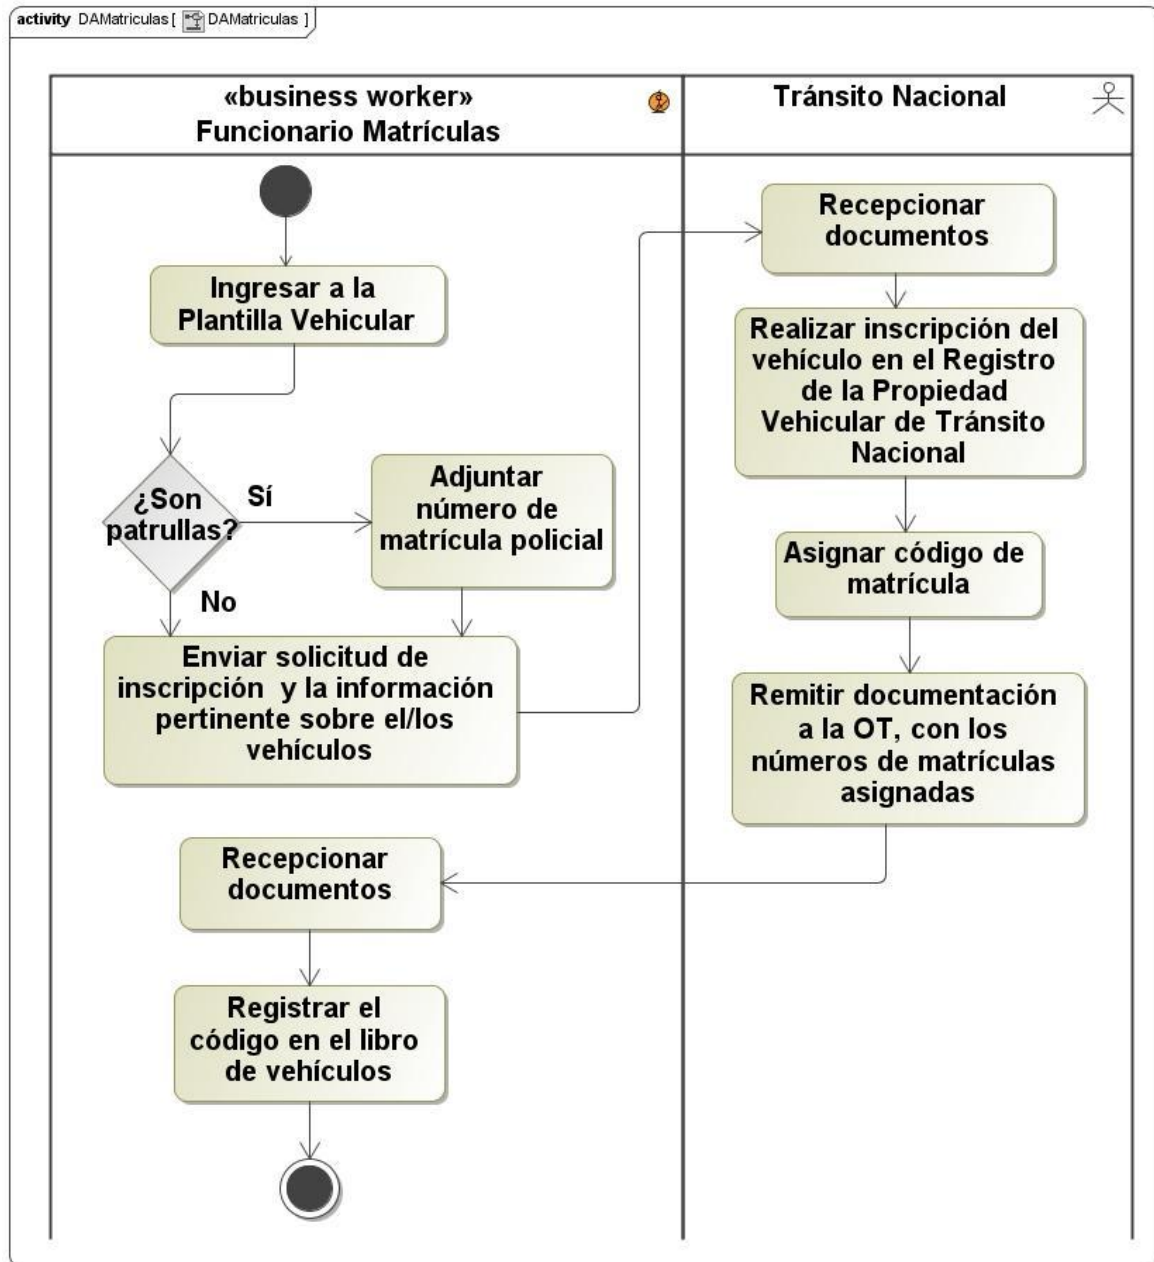 activity DAMatriculas [ DAMatriculas ]
«business worker»
Funcionario Matrículas
Tránsito Nacional
Ingresar a la
Plantilla Vehicular
¿Son
patrullas?
Sí
No
Adjuntar
número de
matrícula policial
Enviar solicitud de
inscripción y la información
pertinente sobre el/los
vehículos
Recepcionar
documentos
Realizar inscripción del
vehículo en el Registro
de la Propiedad
Vehicular de Tránsito
Nacional
Asignar código de
matrícula
Remitir documentación
a la OT, con los
números de matrículas
asignadas
Recepcionar
documentos
Registrar el
código en el libro
de vehículos